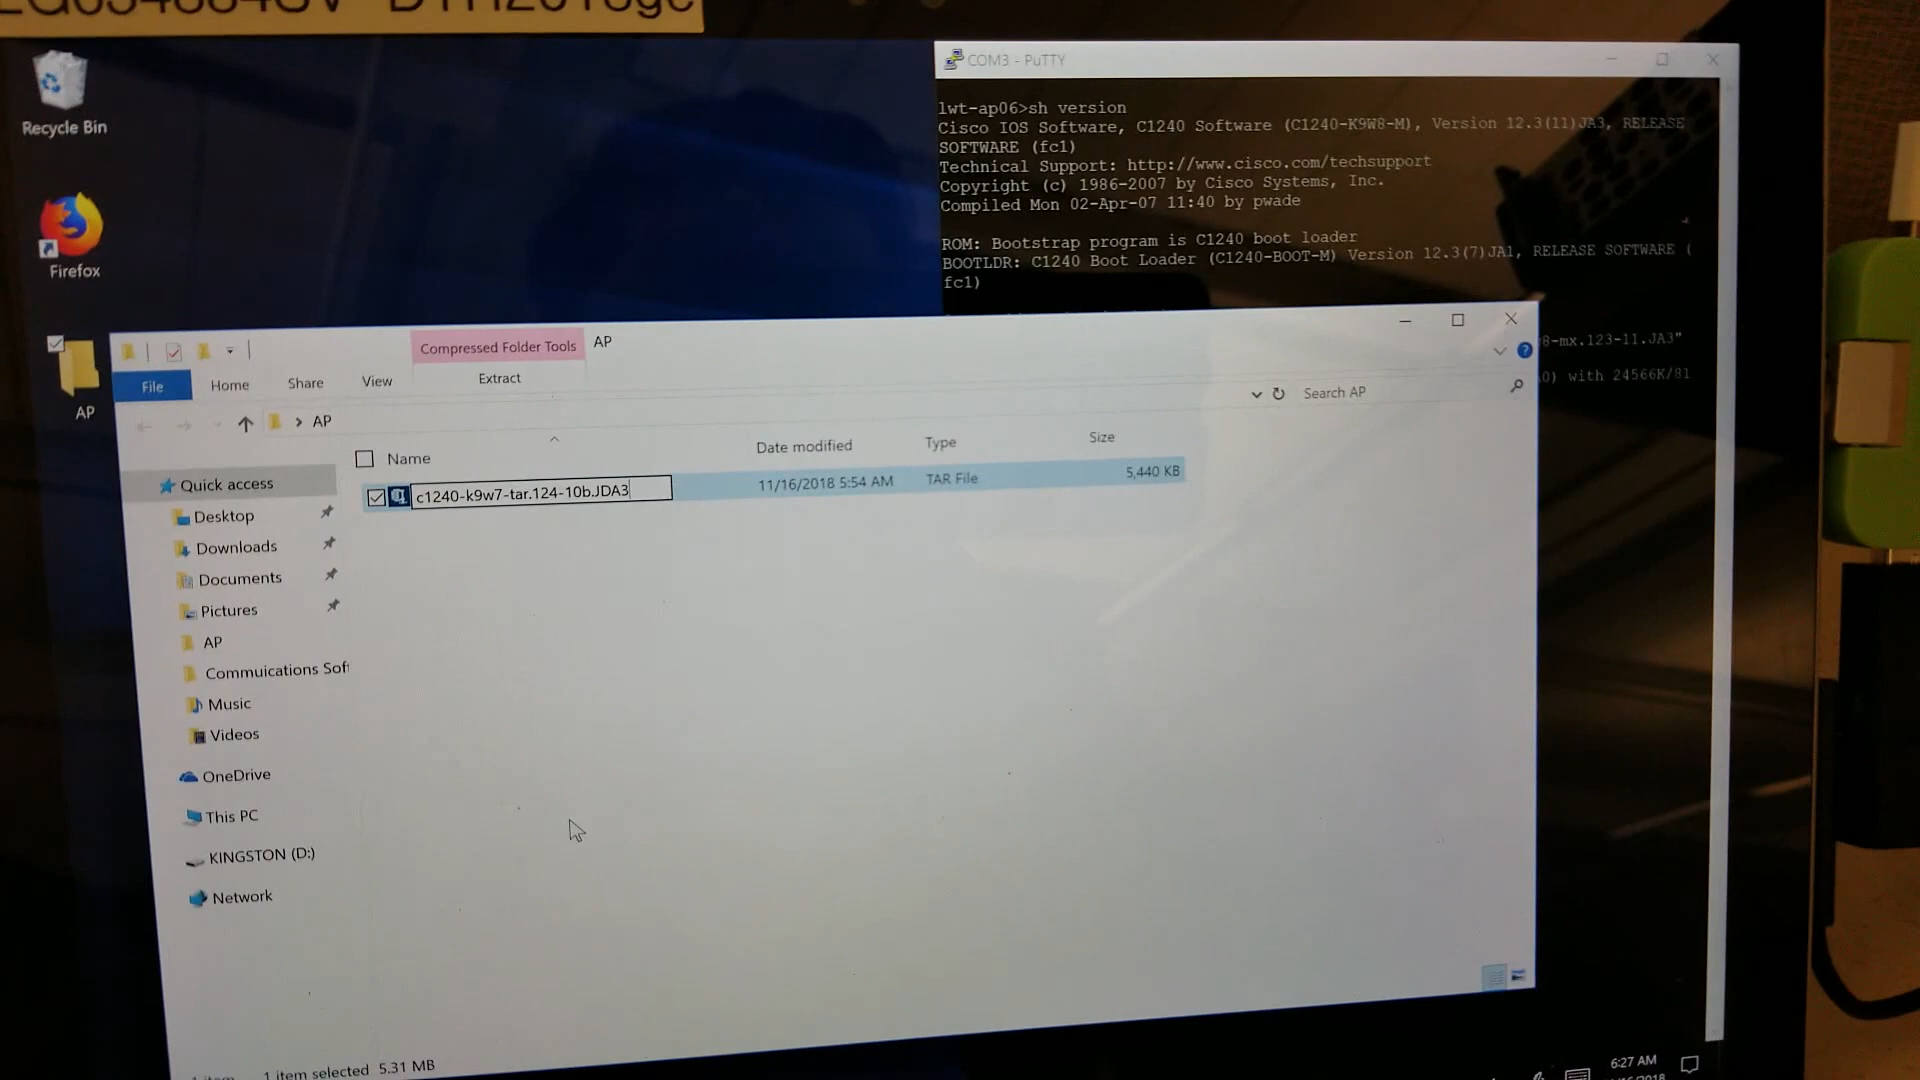 Recycle Bin
Firefox
AP
COM3 - PuTTY
lwt-ap06>sh version
Cisco IOS Software, C1240 Software (C1240-K9W8-M), Version 12.3(11)JA3, RELEASE
SOFTWARE (fc1)
Technical Support: http://www.cisco.com/techsupport
Copyright (c) 1986-2007 by Cisco Systems, Inc.
Compiled Mon 02-Apr-07 11:40 by pwade
ROM: Bootstrap program is C1240 boot loader
BOOTLDR: C1240 Boot Loader (C1240-BOOT-M) Version 12.3(7)JA1, RELEASE SOFTWARE (
fc1)
8-mx.123-11.JA3"
0) with 24566K/81
Compressed Folder Tools
AP
File
Home
Share
View
Extract
AP
Search AP
Name
Date modified
Type
Size
c1240-k9w7-tar.124-10b.JDA3
11/16/2018 5:54 AM
TAR File
5,440 KB
Quick access
Desktop
Downloads
Documents
Pictures
AP
Commuications Soft
Music
Videos
OneDrive
This PC
KINGSTON (D:)
Network
1 item selected 5.31 MB
6:27 AM